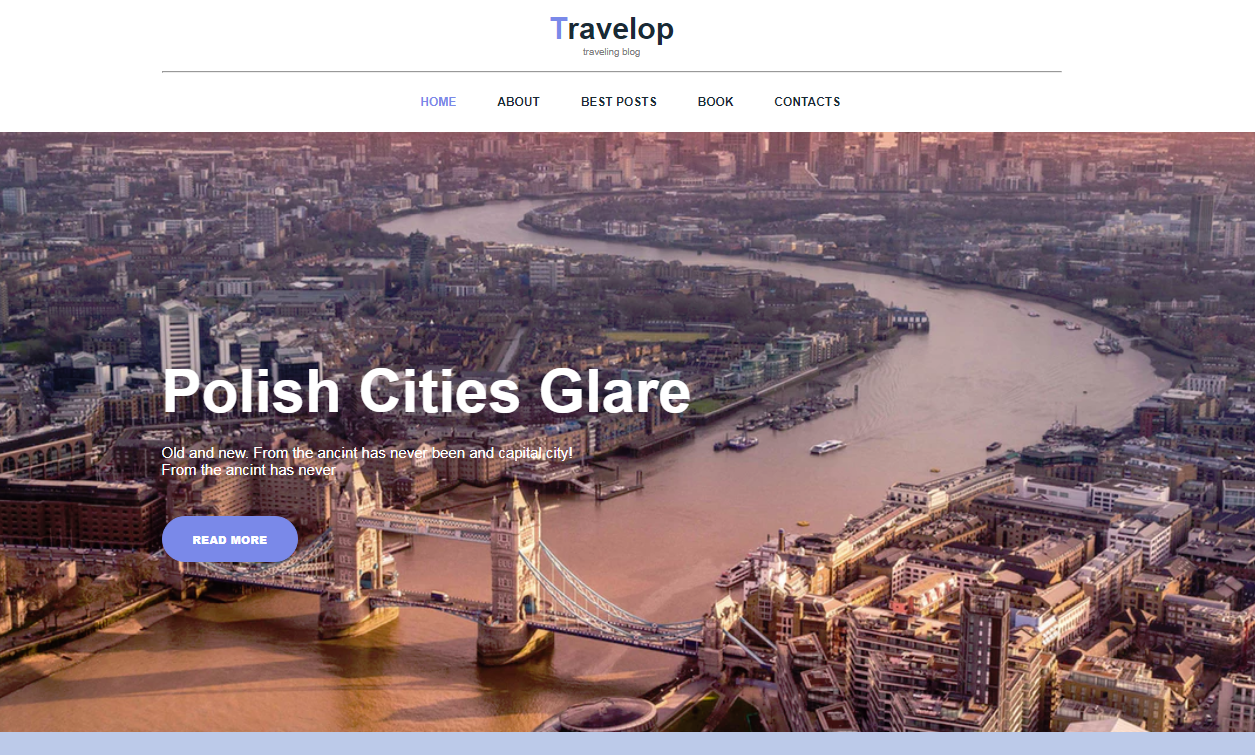 Travelop
traveling blog
HOME ABOUT BEST POSTS BOOK CONTACTS
Polish Cities Glare
Old and new. From the ancint has never been and capital city!
From the ancint has never
READ MORE